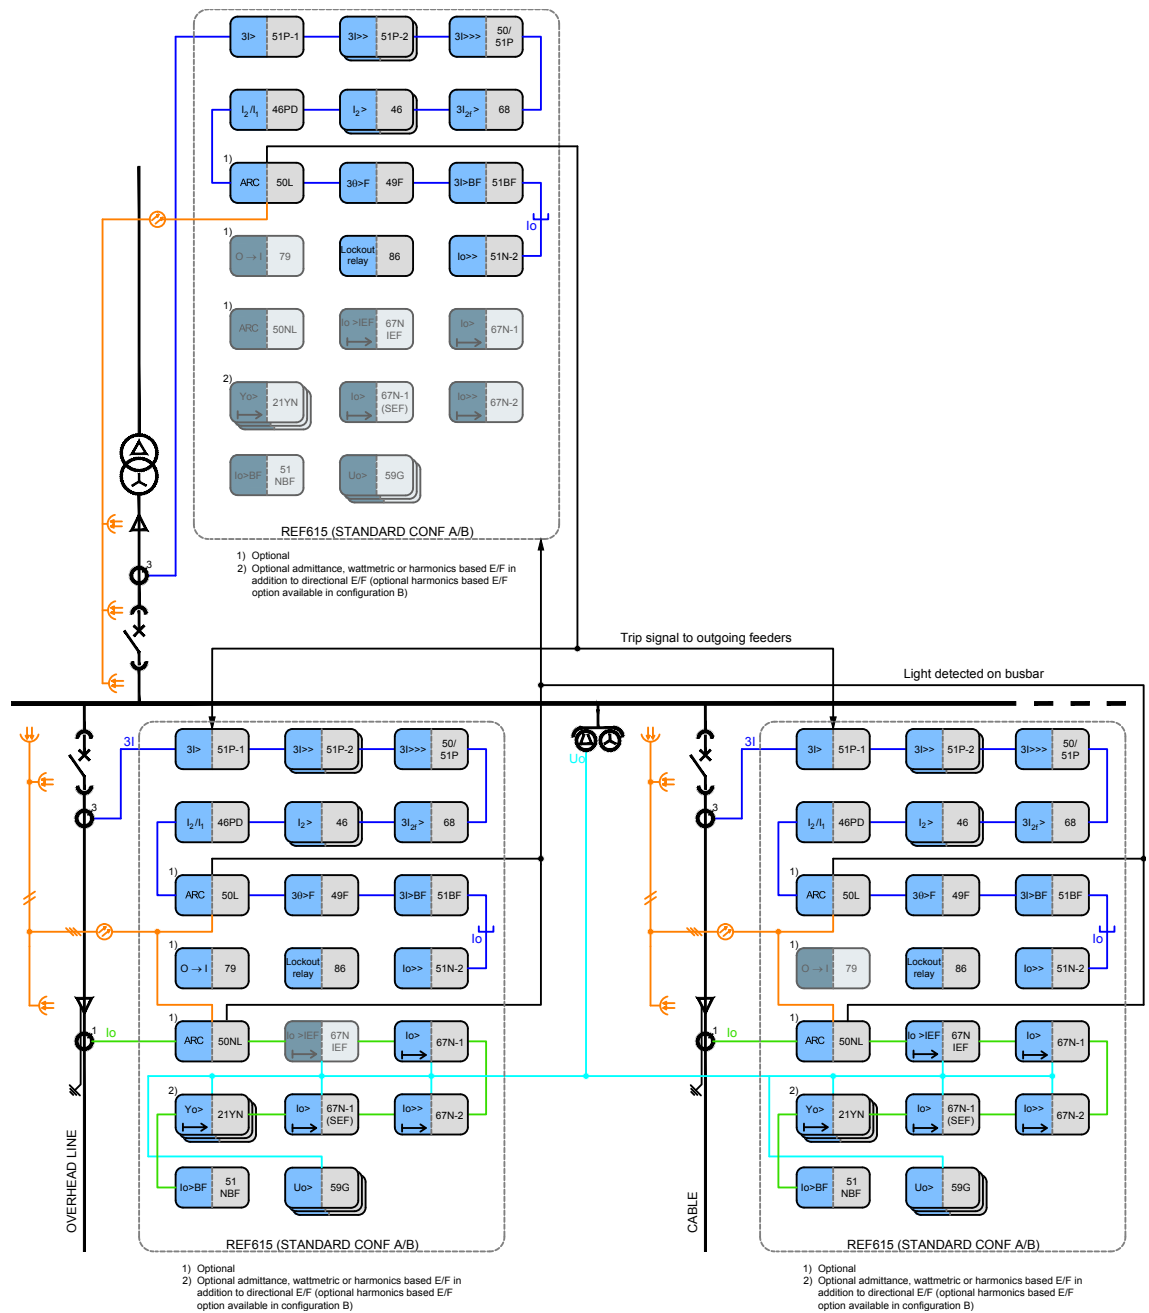 3I> 51P-1 3I>> 51P-2 3I>>> 50/
51P
I2/I1 46PD I2> 46 3I2f> 68
1)
ARC 50L 3θ>F 49F 3I>BF 51BF
Io
1)
O → I 79 Lockout
relay 86 Io>> 51N-2
1)
ARC 50NL Io>IEF 67N
IEF Io> 67N-1
2)
Yo> 21YN Io> 67N-1
(SEF) Io>> 67N-2
Io>BF 51
NBF Uo> 59G
REF615 (STANDARD CONF A/B)
1) Optional
2) Optional admittance, wattmetric or harmonics based E/F in
addition to directional E/F (optional harmonics based E/F
option available in configuration B)
3
Trip signal to outgoing feeders
Light detected on busbar
3I
3
3I> 51P-1 3I>> 51P-2 3I>>> 50/
51P
I2/I1 46PD I2> 46 3I2f> 68
1)
ARC 50L 3θ>F 49F 3I>BF 51BF
Io
1)
O → I 79 Lockout
relay 86 Io>> 51N-2
1)
1 Io
ARC 50NL Io>IEF 67N
IEF Io> 67N-1
2)
Yo> 21YN Io> 67N-1
(SEF) Io>> 67N-2
Io>BF 51
NBF Uo> 59G
OVERHEAD LINE
REF615 (STANDARD CONF A/B)
1) Optional
2) Optional admittance, wattmetric or harmonics based E/F in
addition to directional E/F (optional harmonics based E/F
option available in configuration B)
Uo
3I
3
3I> 51P-1 3I>> 51P-2 3I>>> 50/
51P
I2/I1 46PD I2> 46 3I2f> 68
1)
ARC 50L 3θ>F 49F 3I>BF 51BF
Io
1)
O → I 79 Lockout
relay 86 Io>> 51N-2
1)
1 Io
ARC 50NL Io>IEF 67N
IEF Io> 67N-1
2)
Yo> 21YN Io> 67N-1
(SEF) Io>> 67N-2
Io>BF 51
NBF Uo> 59G
CABLE
REF615 (STANDARD CONF A/B)
1) Optional
2) Optional admittance, wattmetric or harmonics based E/F in
addition to directional E/F (optional harmonics based E/F
option available in configuration B)